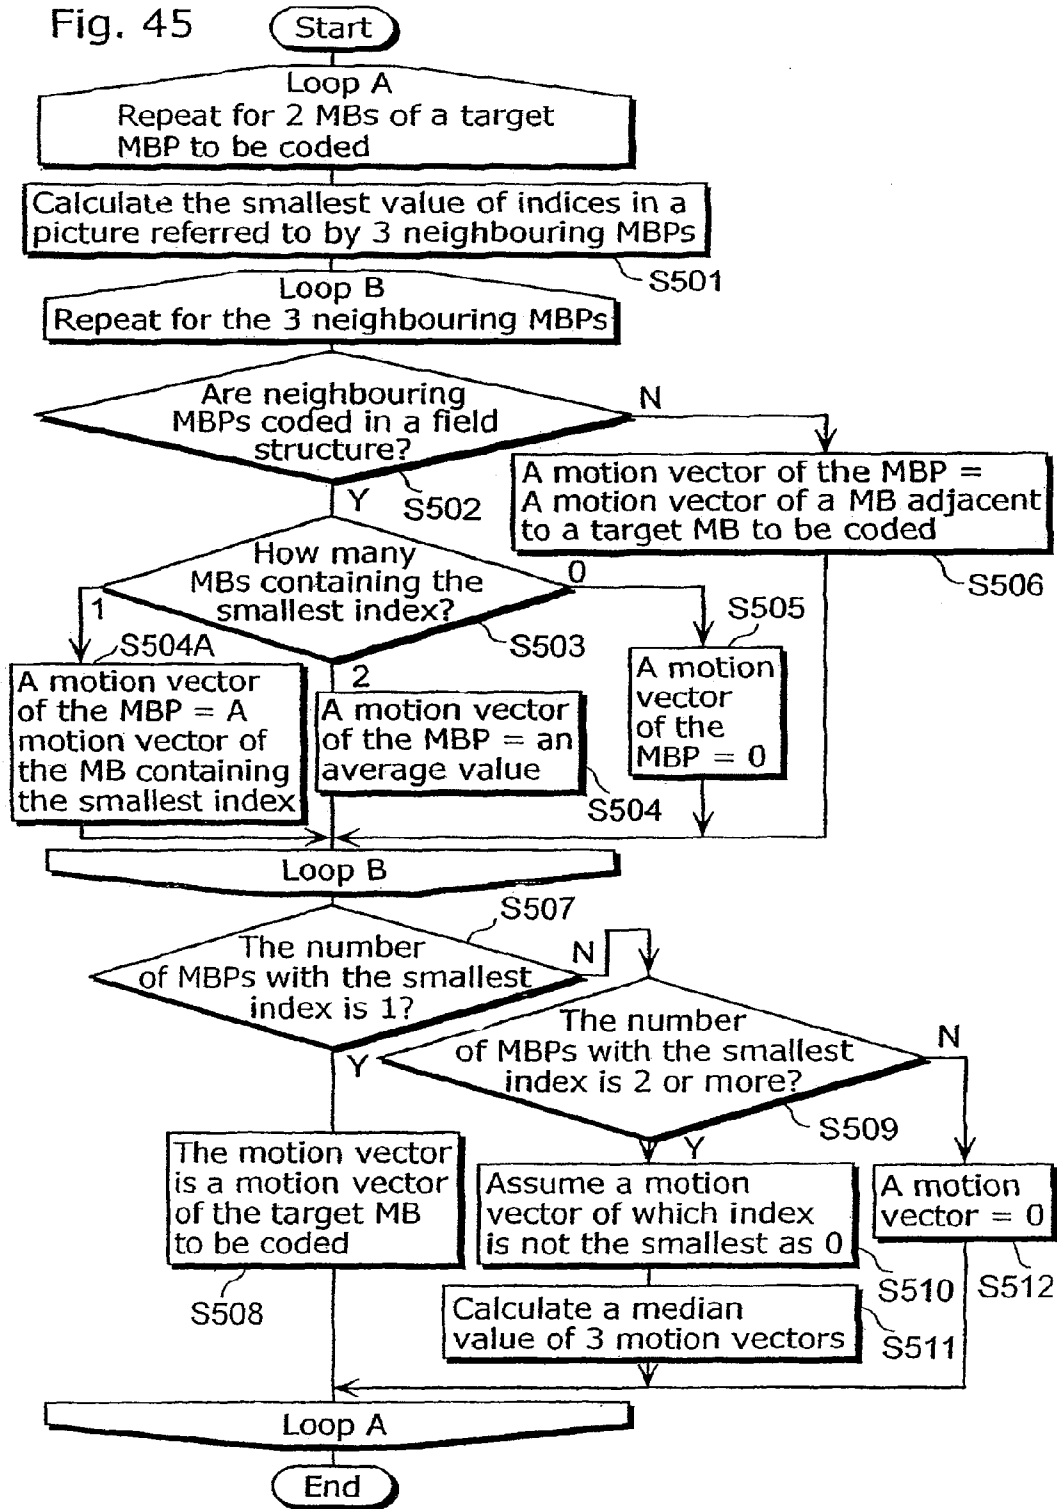 Fig. 45
Start
Loop A
Repeat for 2 MBs of a target
MBP to be coded
Calculate the smallest value of indices in a
picture referred to by 3 neighbouring MBPs
S501
Loop B
Repeat for the 3 neighbouring MBPs
Are neighbouring
MBPs coded in a field
structure?
N
Y
S502
A motion vector of the MBP =
A motion vector of a MB adjacent
to a target MB to be coded
S506
How many
MBs containing the
smallest index?
0
1
2
S503
S504A
A motion vector
of the MBP = A
motion vector of
the MB containing
the smallest index
A motion vector
of the MBP = an
average value
S504
S505
A motion
vector
of the
MBP = 0
Loop B
S507
The number
of MBPs with the smallest
index is 1?
N
Y
The number
of MBPs with the smallest
index is 2 or more?
N
Y
S509
The motion vector
is a motion vector
of the target MB
to be coded
S508
Assume a motion
vector of which index
is not the smallest as 0
S510
A motion
vector = 0
S512
Calculate a median
value of 3 motion vectors
S511
Loop A
End